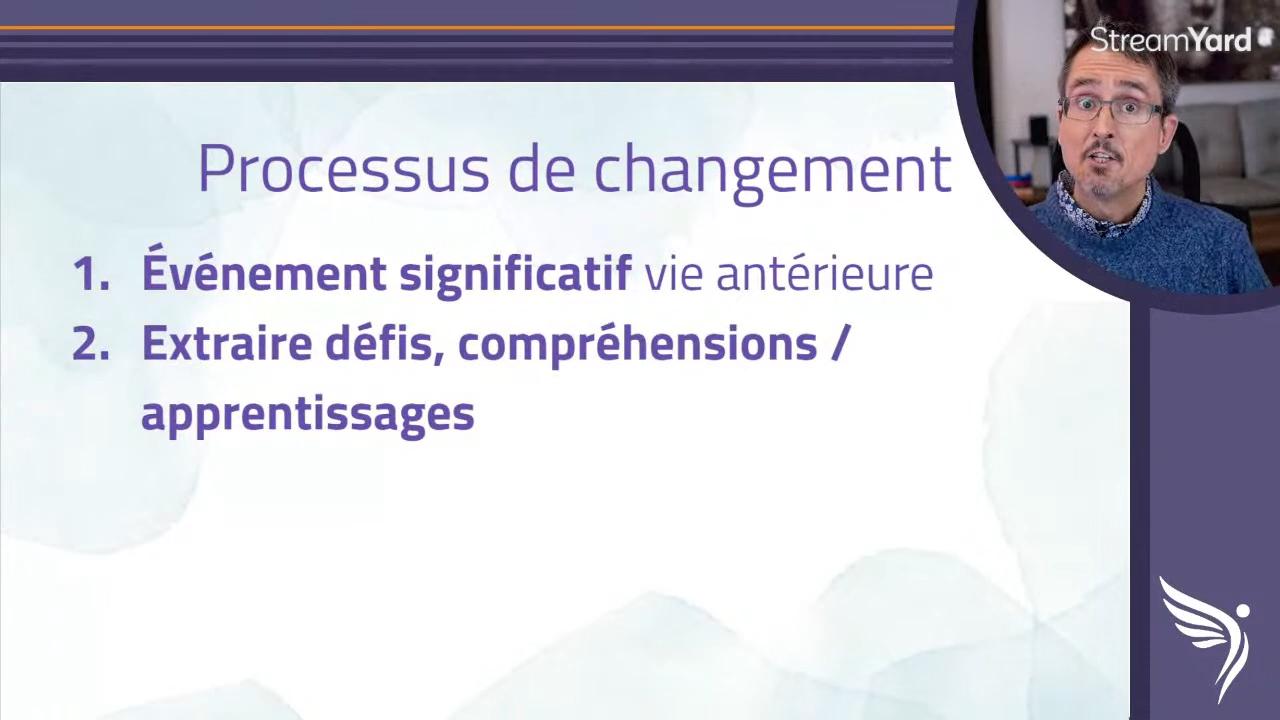 StreamYard
Processus de changement
1. Événement significatif vie antérieure
2. Extraire défis, compréhensions /
apprentissages